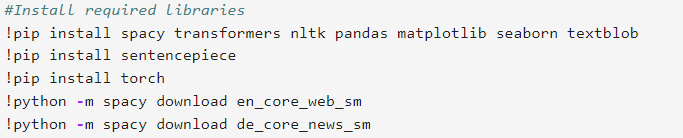 #Install required libraries
!pip install spacy transformers nltk pandas matplotlib seaborn textblob
!pip install sentencepiece
!pip install torch
!python -m spacy download en_core_web_sm
!python -m spacy download de_core_news_sm